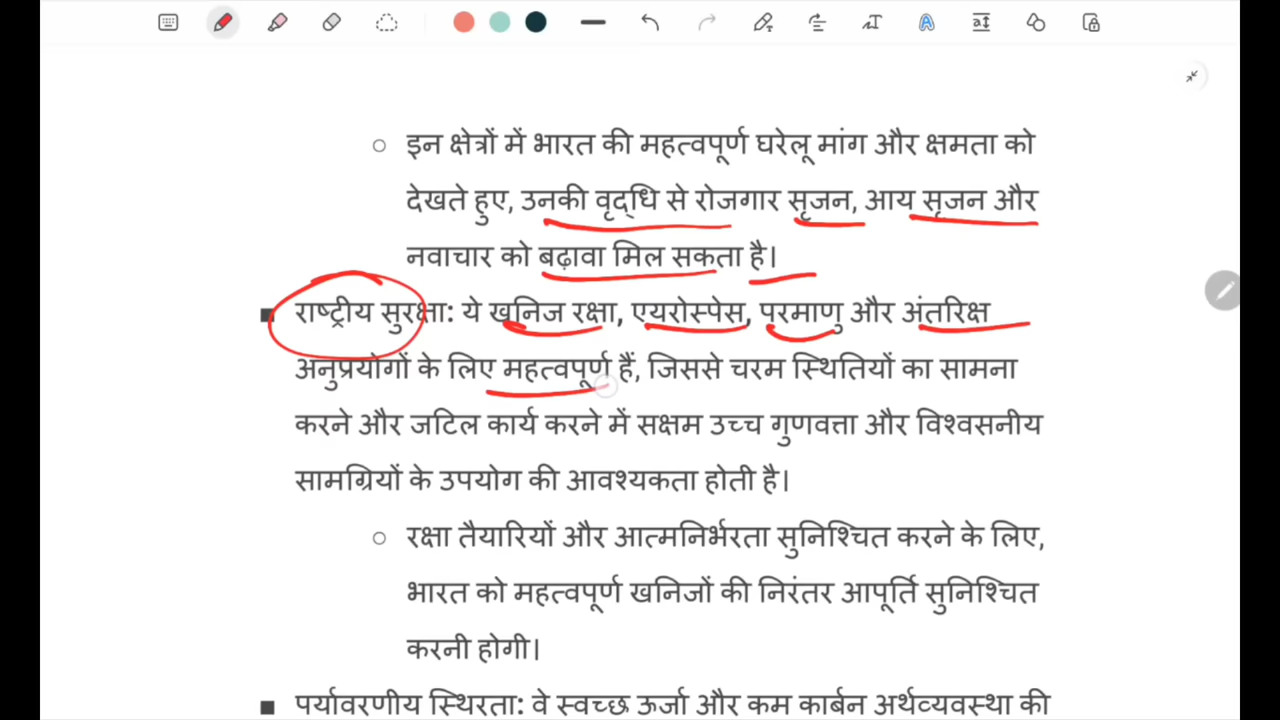 इन क्षेत्रों में भारत की महत्वपूर्ण घरेलू मांग और क्षमता को
देखते हुए, उनकी वृद्धि से रोजगार सृजन, आय सृजन और
नवाचार को बढ़ावा मिल सकता है।
राष्ट्रीय सुरक्षा: ये खनिज रक्षा, एयरोस्पेस, परमाणु और अंतरिक्ष
अनुप्रयोगों के लिए महत्वपूर्ण हैं, जिससे चरम स्थितियों का सामना
करने और जटिल कार्य करने में सक्षम उच्च गुणवत्ता और विश्वसनीय
सामग्रियों के उपयोग की आवश्यकता होती है।
रक्षा तैयारियों और आत्मनिर्भरता सुनिश्चित करने के लिए,
भारत को महत्वपूर्ण खनिजों की निरंतर आपूर्ति सुनिश्चित
करनी होगी।
पर्यावरणीय स्थिरता: वे स्वच्छ ऊर्जा और कम कार्बन अर्थव्यवस्था की